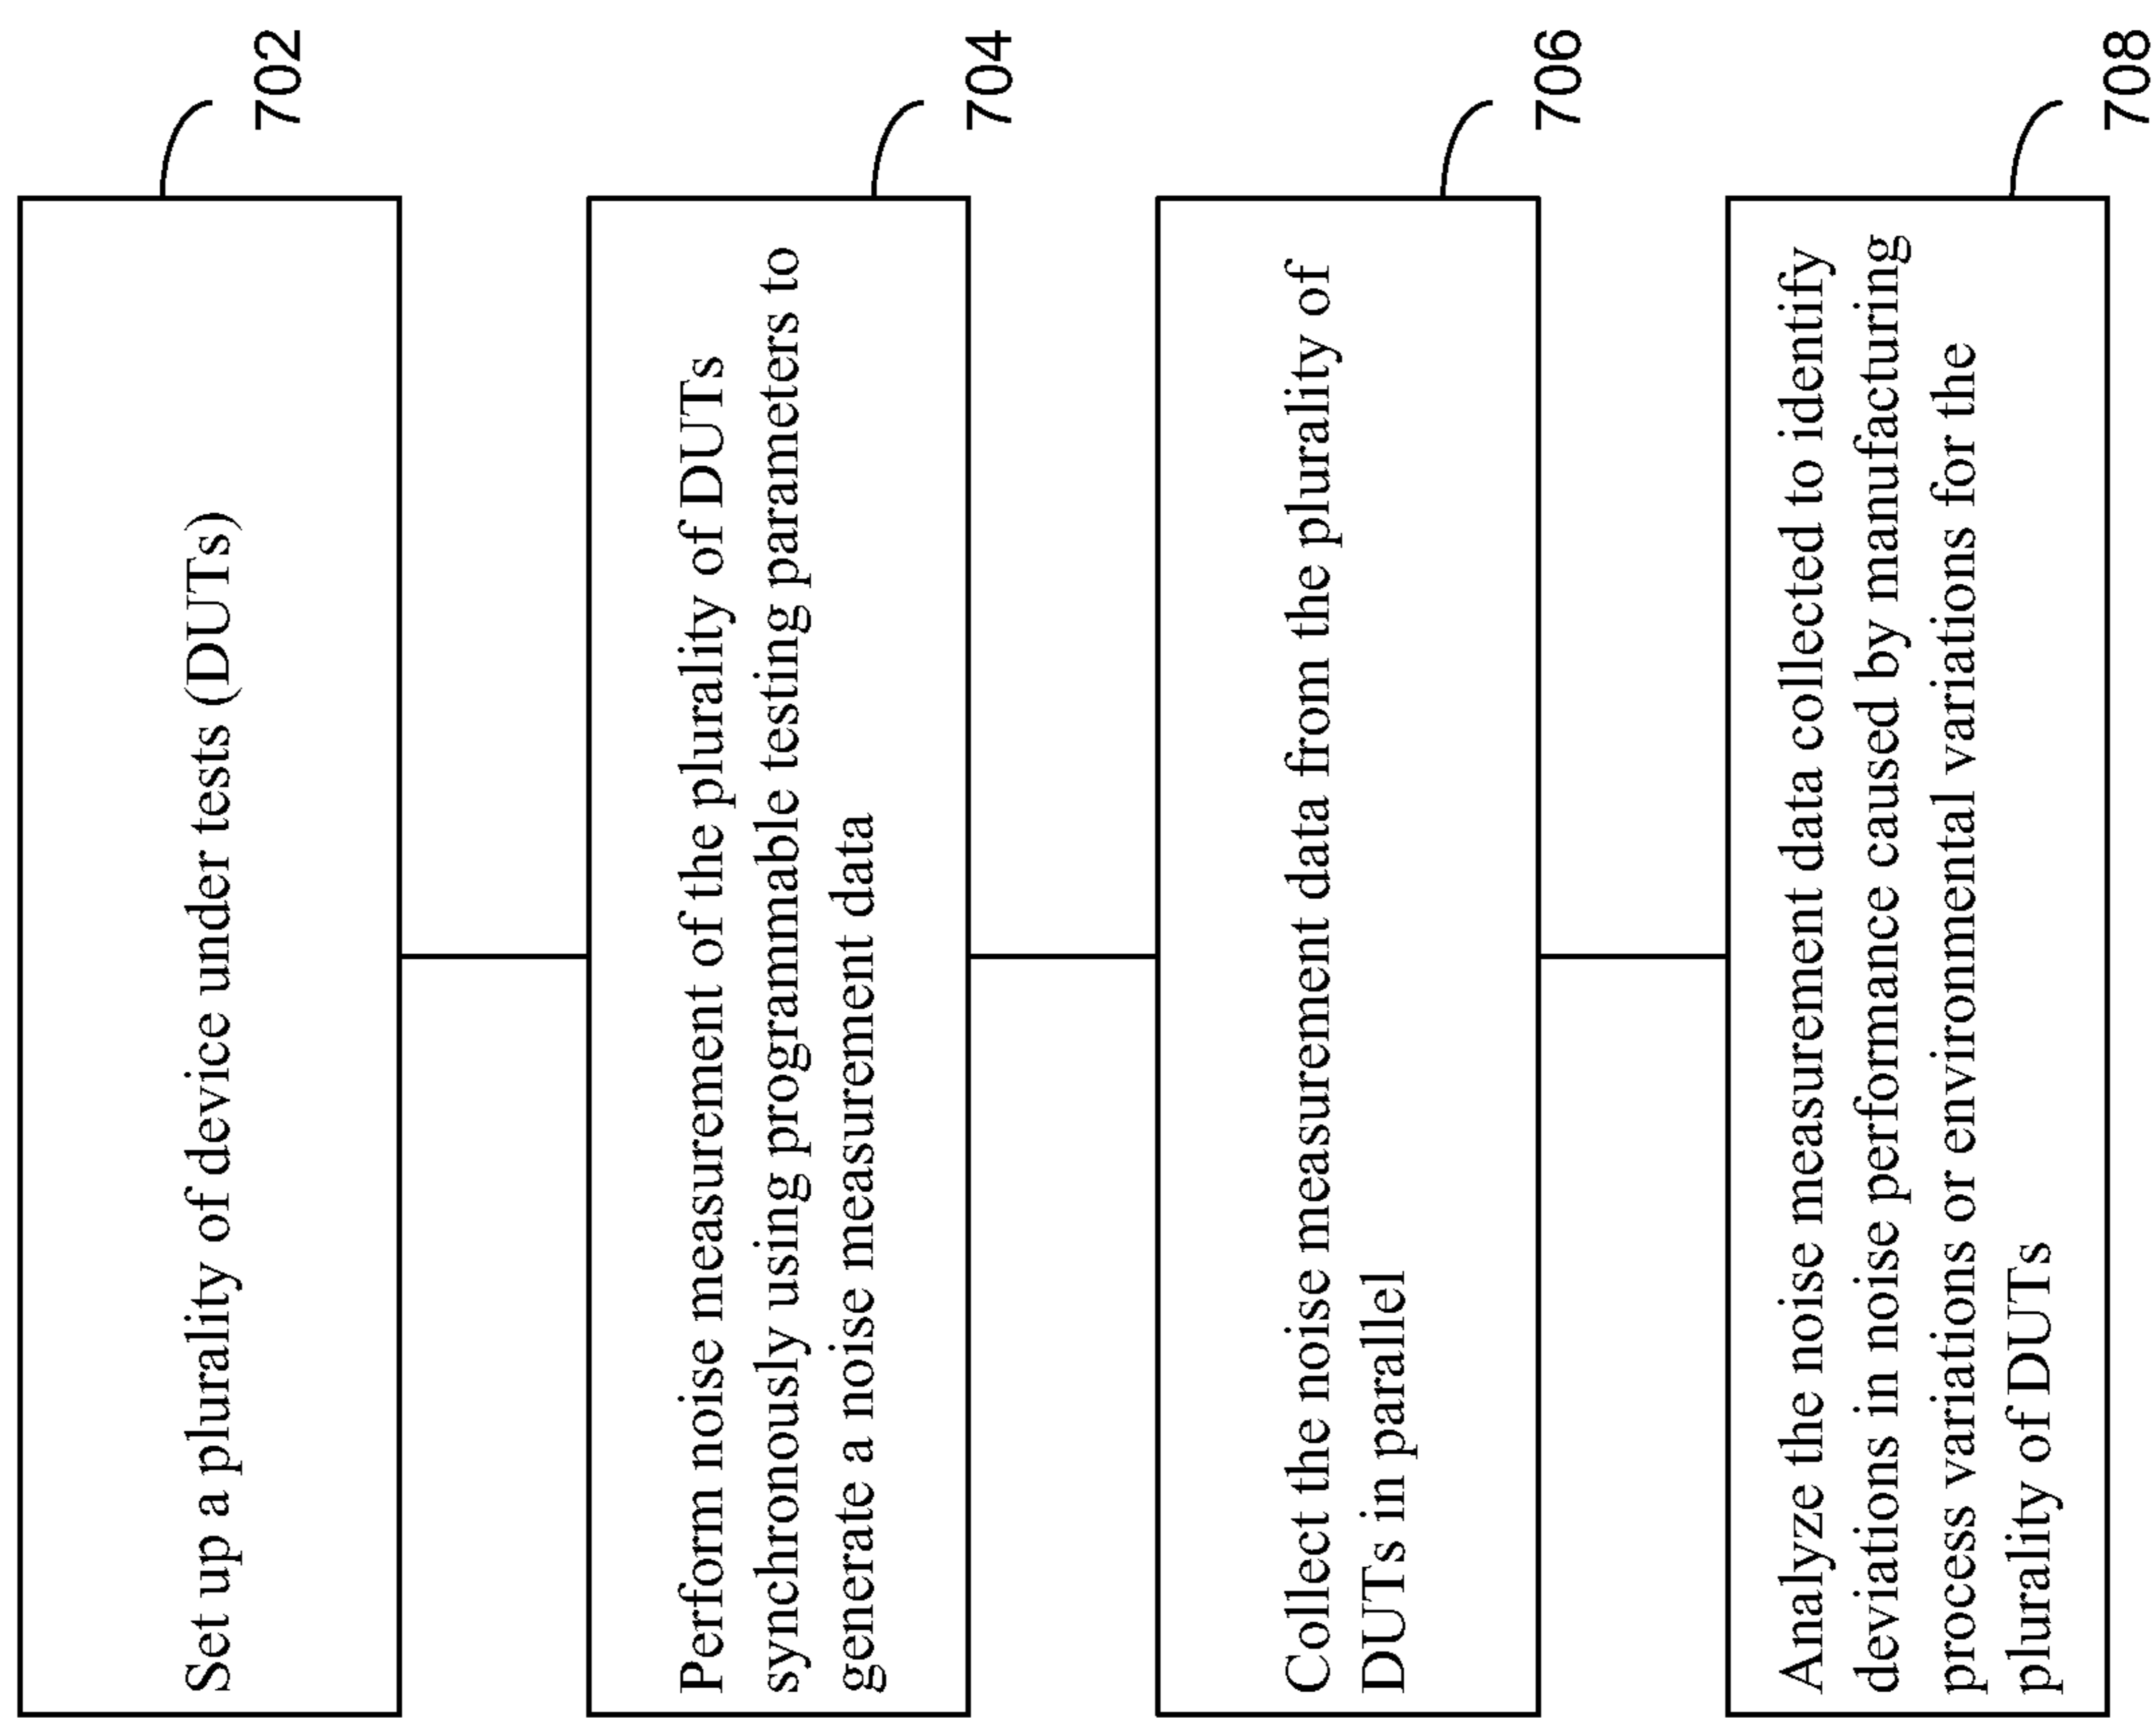 Set up a plurality of device under tests (DUTs)
702
Perform noise measurement of the plurality of DUTs
synchronously using programmable testing parameters to
generate a noise measurement data
704
Collect the noise measurement data from the plurality of
DUTs in parallel
706
Analyze the noise measurement data collected to identify
deviations in noise performance caused by manufacturing
process variations or environmental variations for the
plurality of DUTs
708